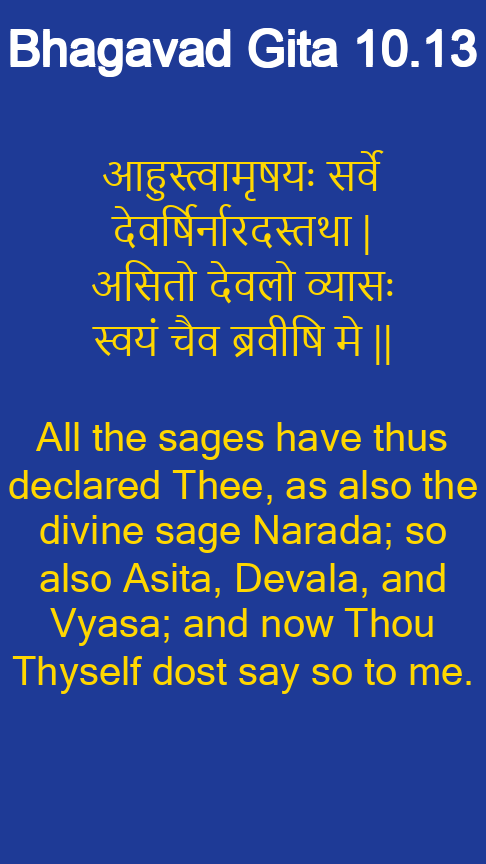 Bhagavad Gita 10.13
आहुस्त्वामृषयः सर्वे
देवर्षिर्नारदस्तथा |
असितो देवलो व्यासः
स्वयं चैव ब्रवीषि मे ||
All the sages have thus
declared Thee, as also the
divine sage Narada; so
also Asita, Devala, and
Vyasa; and now Thou
Thyself dost say so to me.